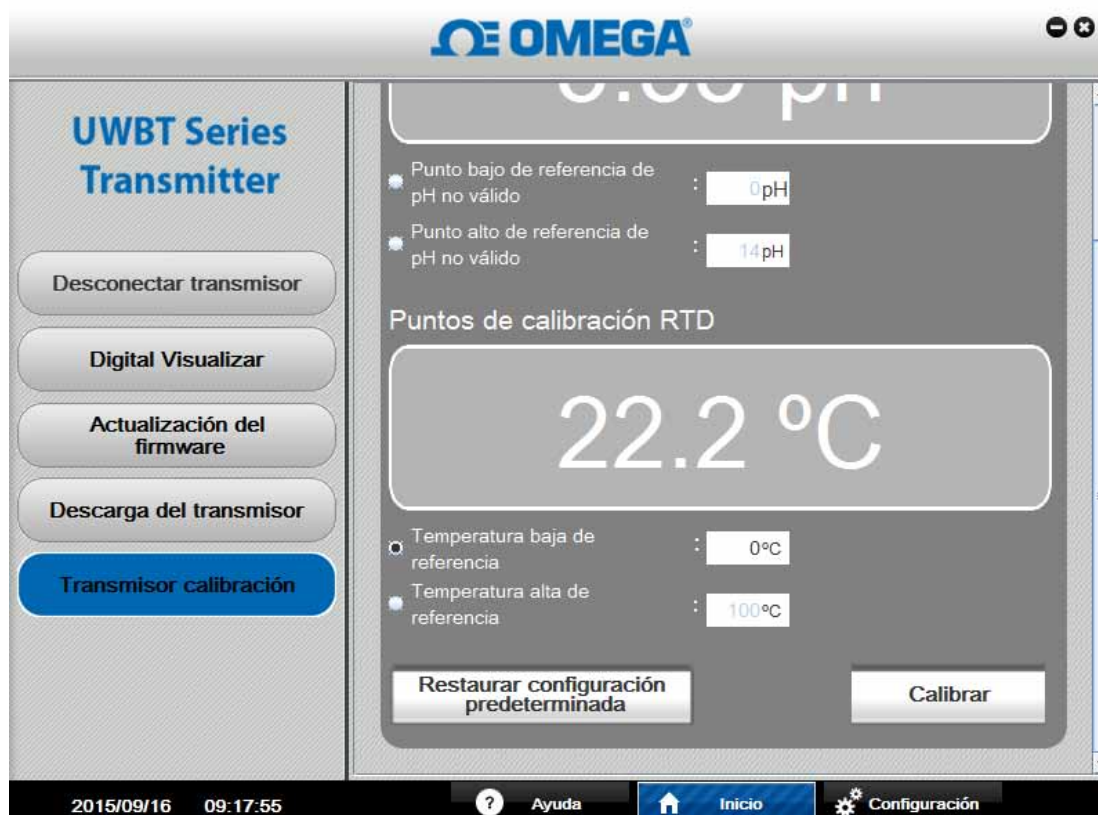 OMEGA®
UWBT Series
Transmitter
Desconectar transmisor
Digital Visualizar
Actualización del
firmware
Descarga del transmisor
Transmisor calibración
pH
Punto bajo de referencia de
pH no válido
: 0pH
Punto alto de referencia de
pH no válido
: 14pH
Puntos de calibración RTD
22.2 ºC
Temperatura baja de
referencia
: 0ºC
Temperatura alta de
referencia
: 100ºC
Restaurar configuración
predeterminada
Calibrar
2015/09/16 09:17:55
? Ayuda
Inicio
Configuración